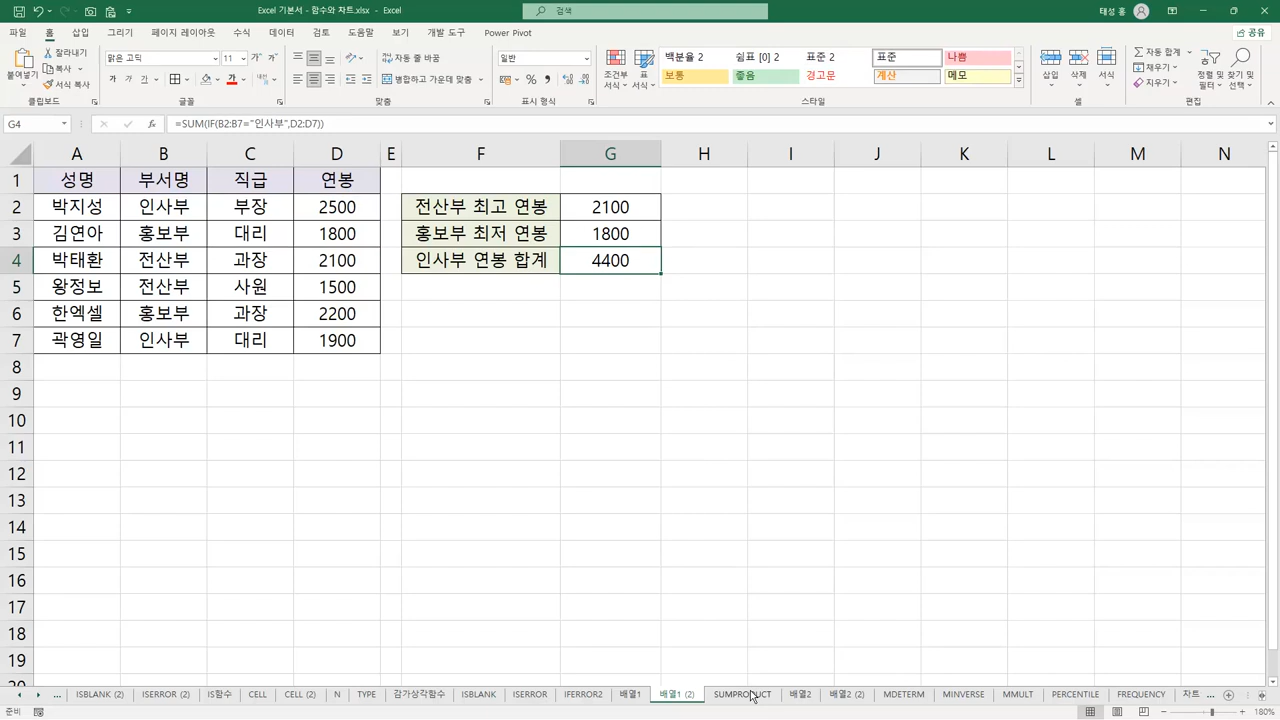 Excel 기본서 - 함수와 차트.xlsx - Excel
검색
태성 홍
파일 홈 삽입 그리기 페이지 레이아웃 수식 데이터 검토 도움말 보기 개발 도구 Power Pivot
공유
붙여넣기
잘라내기
복사
서식 복사
클립보드
맑은 고딕 11
가 가 가
글꼴
자동 줄 바꿈
병합하고 가운데 맞춤
맞춤
일반
표시 형식
조건부 서식
표 서식
백분율 2 쉼표 [0] 2 표준 2 표준 나쁨
보통 좋음 경고문 계산 메모
스타일
삽입 삭제 서식
셀
자동 합계
채우기
지우기
정렬 및 필터
찾기 및 선택
편집
G4 fx =SUM(IF(B2:B7="인사부",D2:D7))
A B C D E F G H I J K L M N
1 성명 부서명 직급 연봉
2 박지성 인사부 부장 2500 전산부 최고 연봉 2100
3 김연아 홍보부 대리 1800 홍보부 최저 연봉 1800
4 박태환 전산부 과장 2100 인사부 연봉 합계 4400
5 왕정보 전산부 사원 1500
6 한엑셀 홍보부 과장 2200
7 곽영일 인사부 대리 1900
8
9
10
11
12
13
14
15
16
17
18
19
... ISBLANK (2) ISERROR (2) IS함수 CELL CELL (2) N TYPE 감가상각함수 ISBLANK ISERROR IFERROR2 배열1 배열1 (2) SUMPRODUCT 배열2 배열2 (2) MDETERM MINVERSE MMULT PERCENTILE FREQUENCY 차트 ...
준비
180%